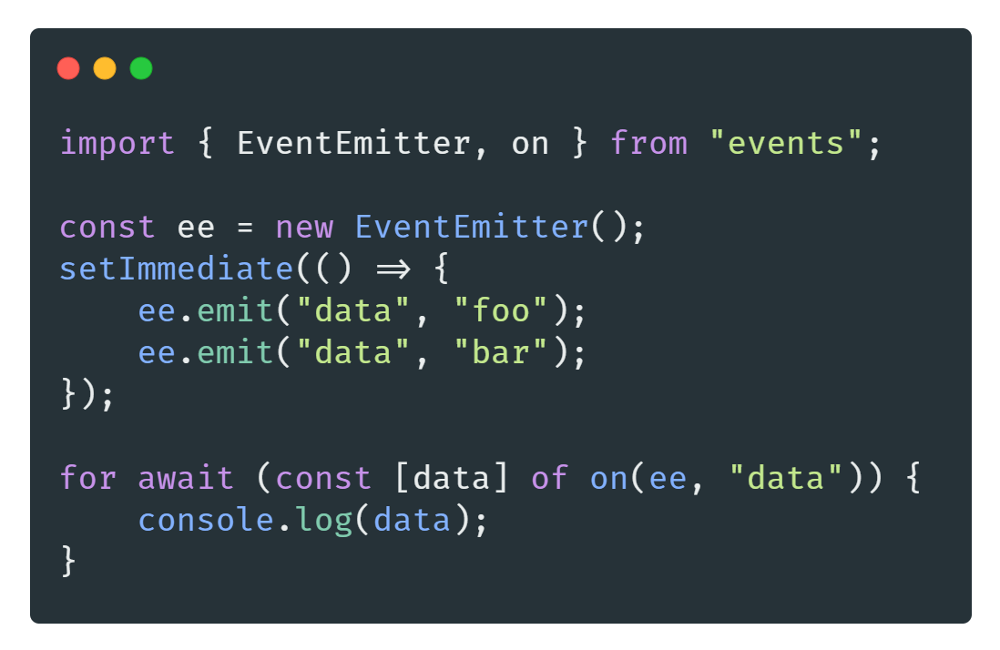 import { EventEmitter, on } from "events";
const ee = new EventEmitter();
setImmediate(() => {
ee.emit("data", "foo");
ee.emit("data", "bar");
});
for await (const [data] of on(ee, "data")) {
console.log(data);
}